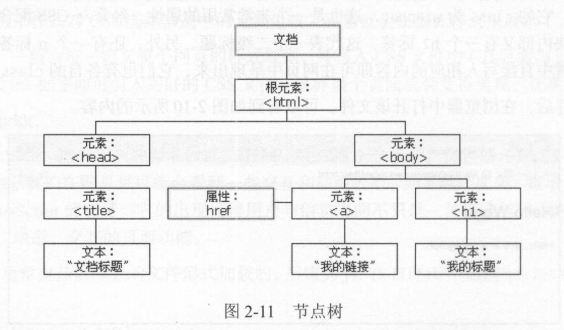 文档
根元素：
<html>
元素：
<head>
元素：
<body>
元素：
<title>
属性：
href
元素：
<a>
元素：
<h1>
文本：
“文档标题”
文本：
“我的链接”
文本：
“我的标题”
图 2-11 节点树